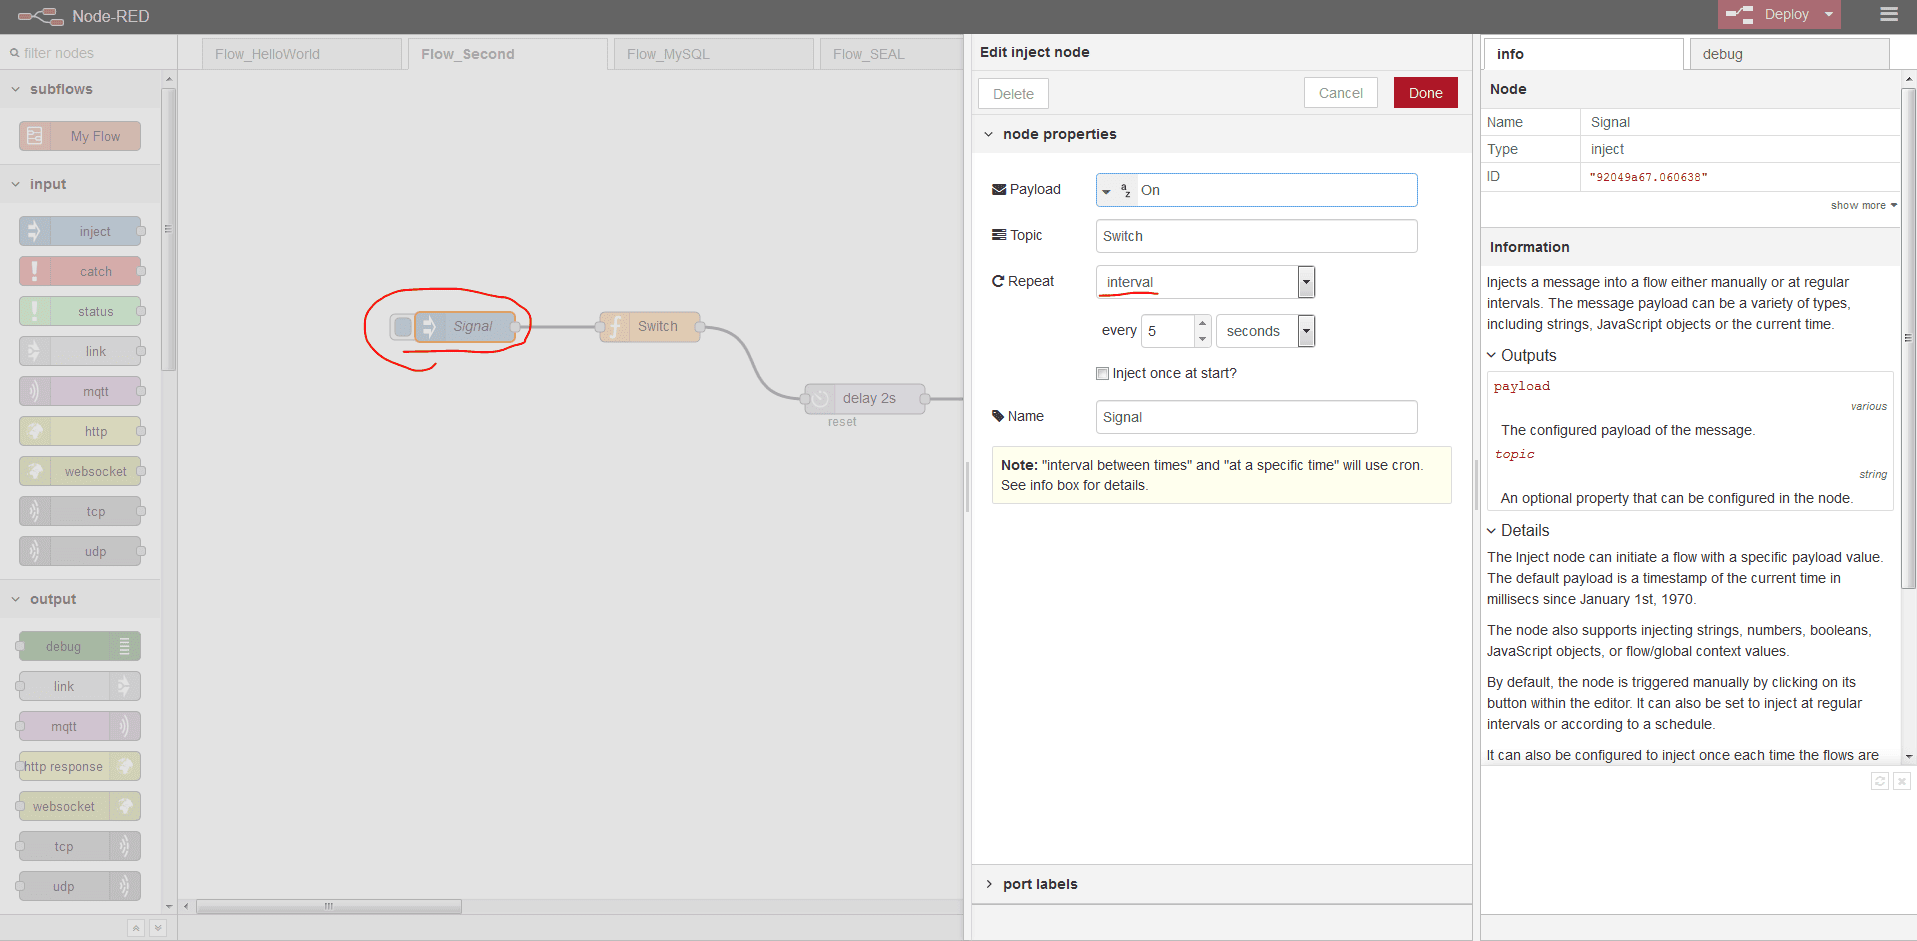 Node-RED
Deploy
filter nodes
Flow_HelloWorld
Flow_Second
Flow_MySQL
Flow_SEAL
subflows
My Flow
input
inject
catch
status
link
mqtt
http
websocket
tcp
udp
output
debug
link
mqtt
http response
websocket
tcp
udp
Signal
Switch
delay 2s
reset
Edit inject node
Delete
Cancel
Done
node properties
Payload
a z On
Topic
Switch
Repeat
interval
every 5 seconds
Inject once at start?
Name
Signal
Note: "interval between times" and "at a specific time" will use cron.
See info box for details.
port labels
info
debug
Node
Name Signal
Type inject
ID "92049a67.060638"
show more
Information
Injects a message into a flow either manually or at regular
intervals. The message payload can be a variety of types,
including strings, JavaScript objects or the current time.
Outputs
payload
various
The configured payload of the message.
topic
string
An optional property that can be configured in the node.
Details
The Inject node can initiate a flow with a specific payload value.
The default payload is a timestamp of the current time in
millisecs since January 1st, 1970.
The node also supports injecting strings, numbers, booleans,
JavaScript objects, or flow/global context values.
By default, the node is triggered manually by clicking on its
button within the editor. It can also be set to inject at regular
intervals or according to a schedule.
It can also be configured to inject once each time the flows are